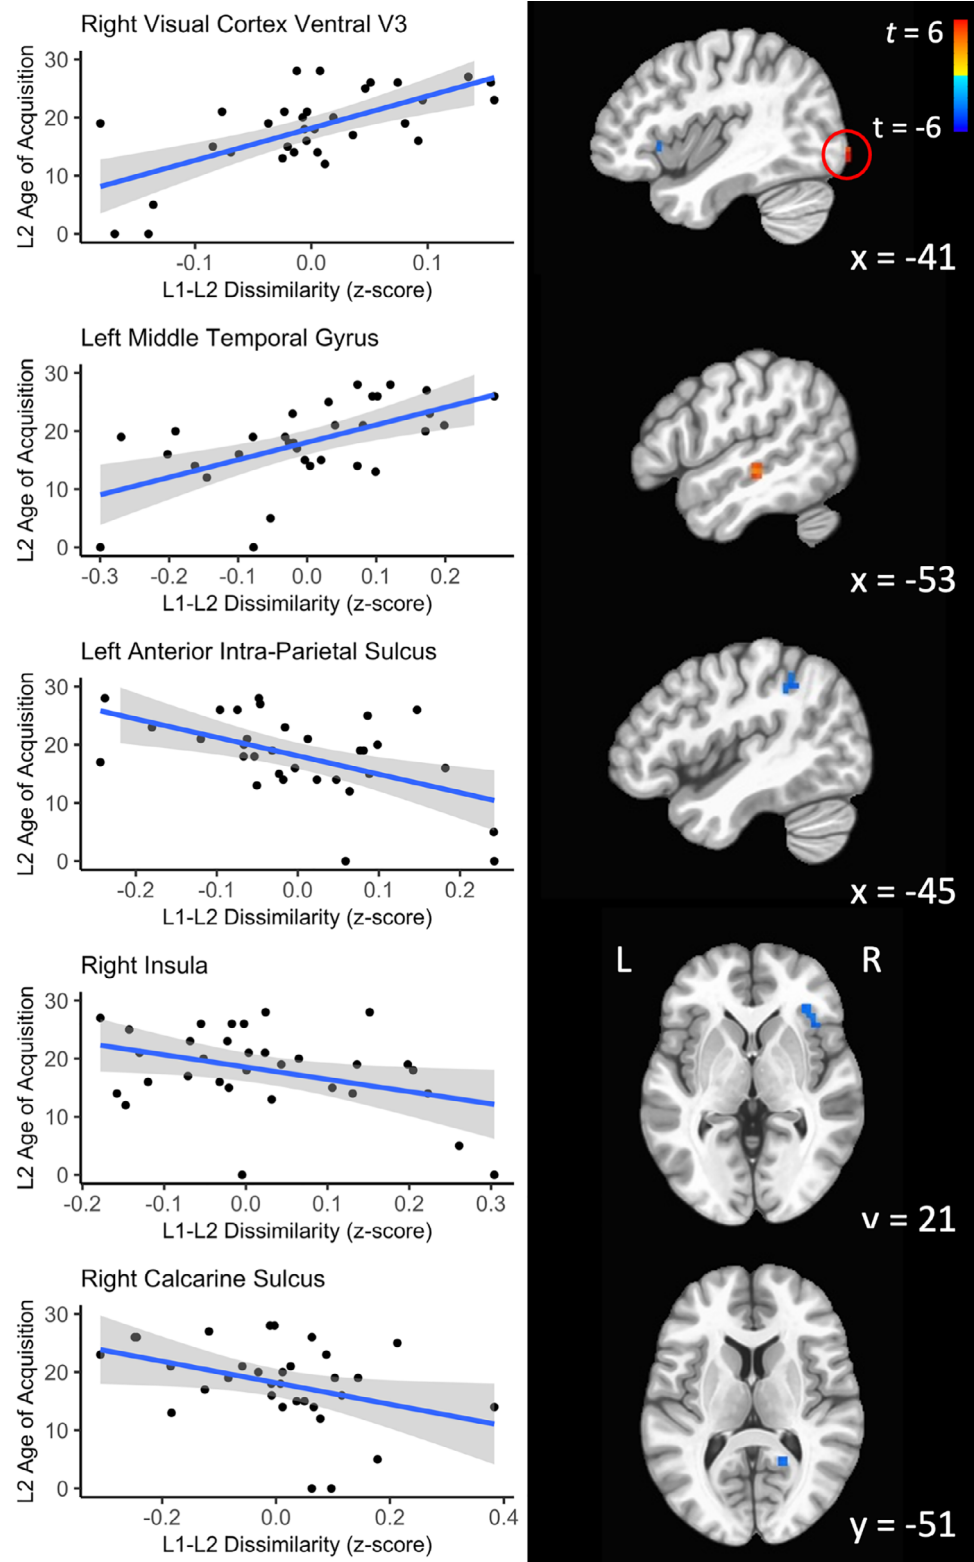 Right Visual Cortex Ventral V3
L2 Age of Acquisition
30
20
10
0
-0.1
0.0
0.1
L1-L2 Dissimilarity (z-score)
t = 6
t = -6
x = -41
Left Middle Temporal Gyrus
L2 Age of Acquisition
30
20
10
0
-0.3
-0.2
-0.1
0.0
0.1
0.2
L1-L2 Dissimilarity (z-score)
x = -53
Left Anterior Intra-Parietal Sulcus
L2 Age of Acquisition
30
20
10
0
-0.2
-0.1
0.0
0.1
0.2
L1-L2 Dissimilarity (z-score)
x = -45
Right Insula
L2 Age of Acquisition
30
20
10
0
-0.2
-0.1
0.0
0.1
0.2
0.3
L1-L2 Dissimilarity (z-score)
L
R
y = 21
Right Calcarine Sulcus
L2 Age of Acquisition
30
20
10
0
-0.2
0.0
0.2
0.4
L1-L2 Dissimilarity (z-score)
y = -51